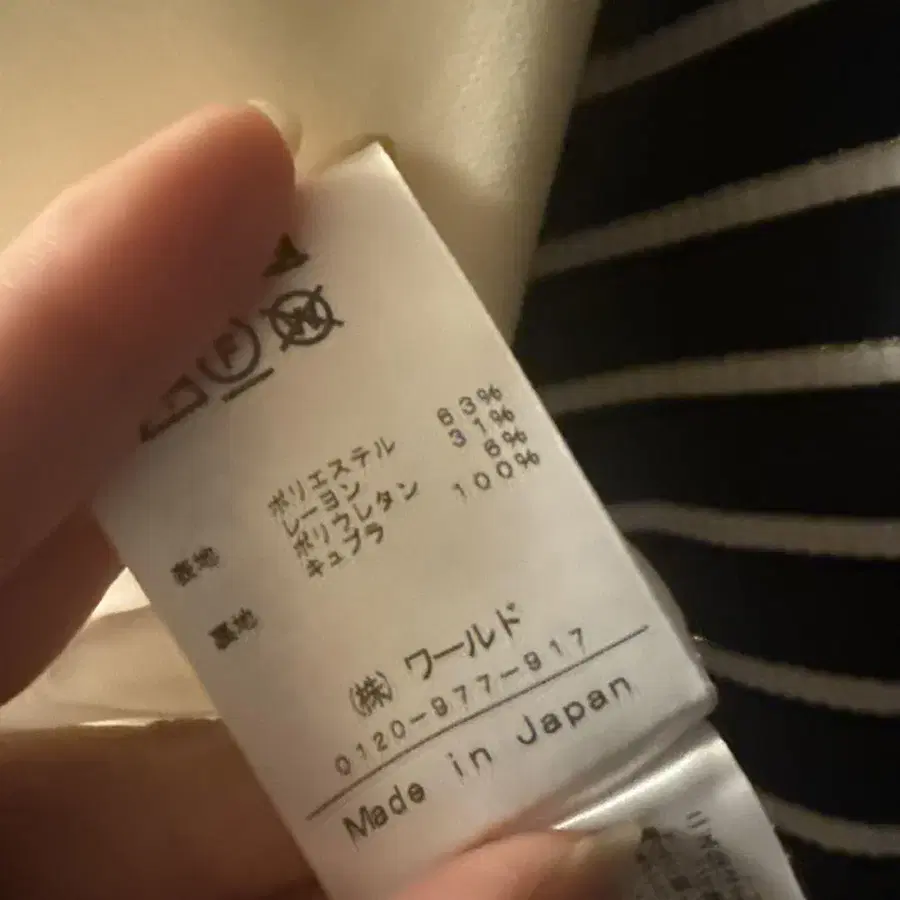 F
W
表地 ポリエステル 63%
レーヨン 31%
ポリウレタン 6%
裏地 キュプラ 100%
(株) ワールド
0120-977-917
Made in Japan